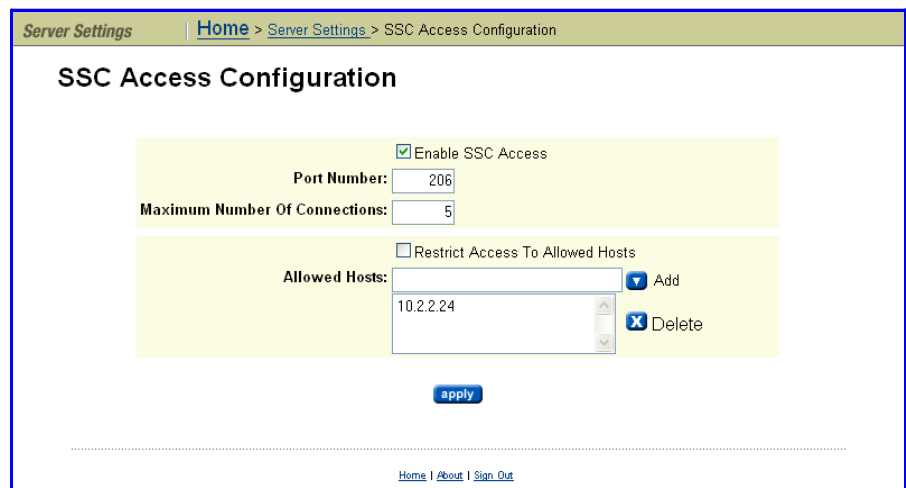 Server Settings | Home > Server Settings > SSC Access Configuration
SSC Access Configuration
Enable SSC Access
Port Number: 206
Maximum Number Of Connections: 5
Restrict Access To Allowed Hosts
Allowed Hosts: Add
10.2.2.24
X Delete
apply
Home | About | Sign Out